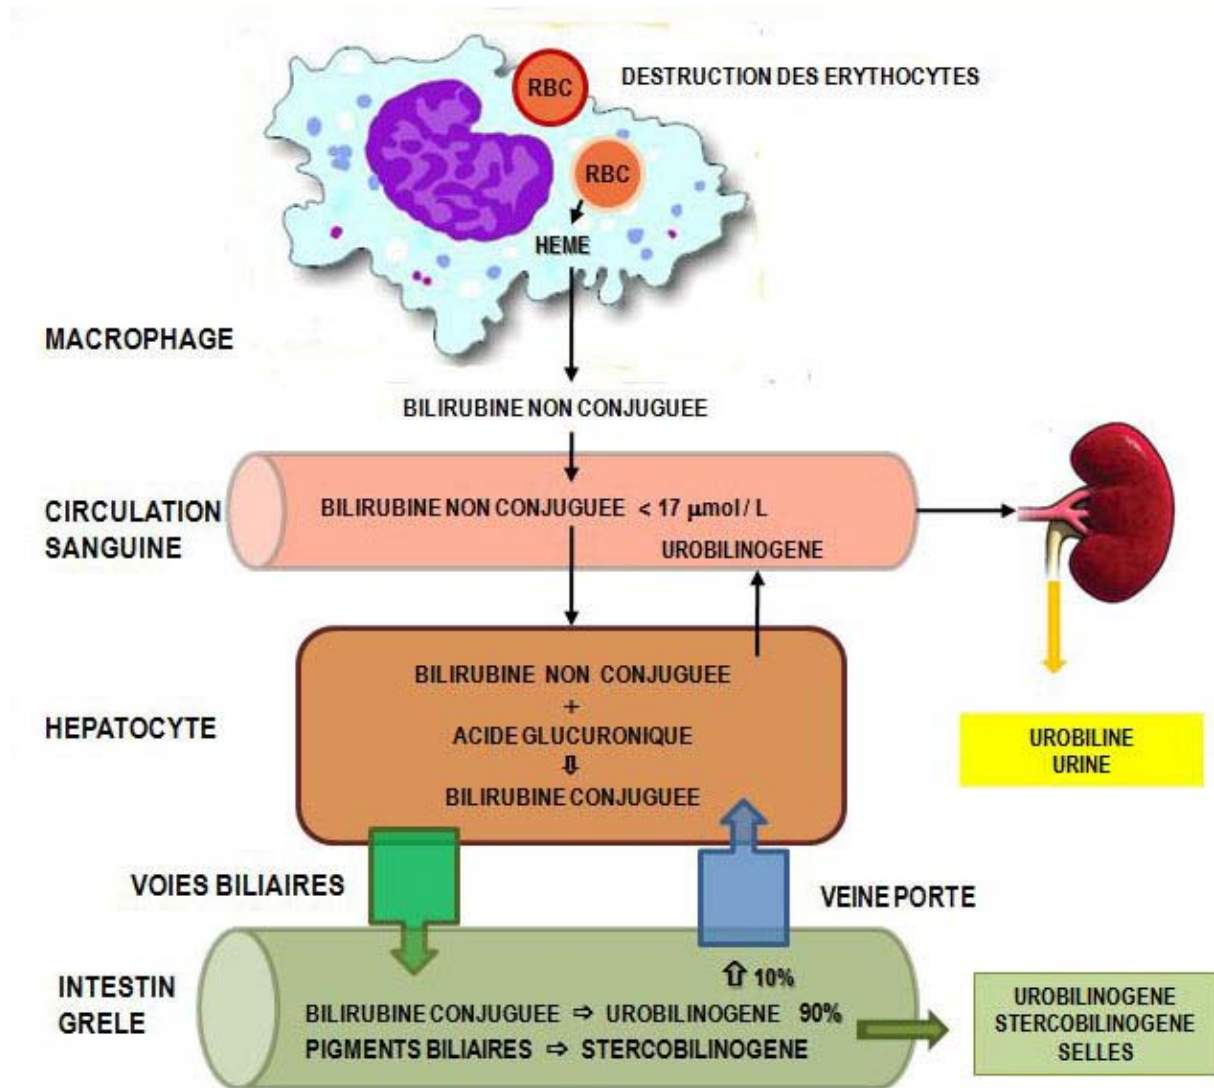 RBC
DESTRUCTION DES ERYTHOCYTES
RBC
HEME
MACROPHAGE
BILIRUBINE NON CONJUGUEE
CIRCULATION
SANGUINE
BILIRUBINE NON CONJUGUEE < 17 µmol / L
UROBILINOGENE
HEPATOCYTE
BILIRUBINE NON CONJUGUEE
+
ACIDE GLUCURONIQUE
⇩
BILIRUBINE CONJUGUEE
UROBILINE
URINE
VOIES BILIAIRES
VEINE PORTE
INTESTIN
GRELE
⇧ 10%
BILIRUBINE CONJUGUEE ⇨ UROBILINOGENE 90%
PIGMENTS BILIAIRES ⇨ STERCOBILINOGENE
UROBILINOGENE
STERCOBILINOGENE
SELLES